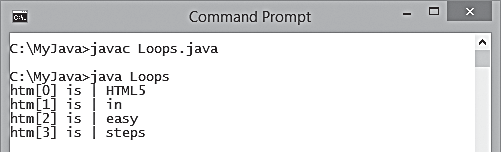 Command Prompt
C:\MyJava>javac Loops.java
C:\MyJava>java Loops
htm[0] is | HTML5
htm[1] is | in
htm[2] is | easy
htm[3] is | steps